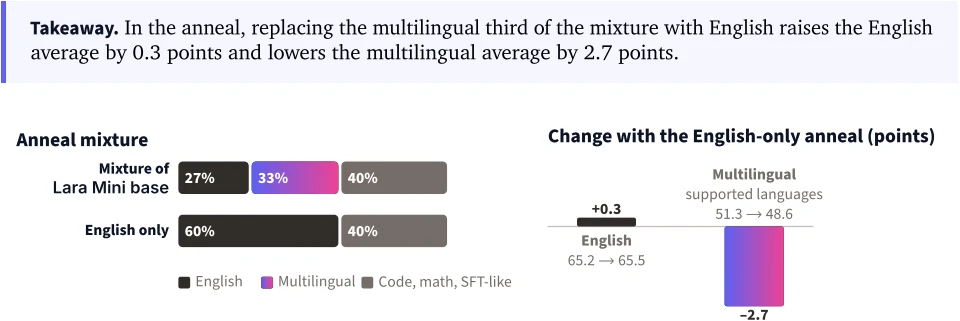 Takeaway. In the anneal, replacing the multilingual third of the mixture with English raises the English
average by 0.3 points and lowers the multilingual average by 2.7 points.
Anneal mixture
Mixture of
Lara Mini base
27%
33%
40%
English only
60%
40%
English
Multilingual
Code, math, SFT-like
Change with the English-only anneal (points)
+0.3
English
65.2 → 65.5
Multilingual
supported languages
51.3 → 48.6
–2.7